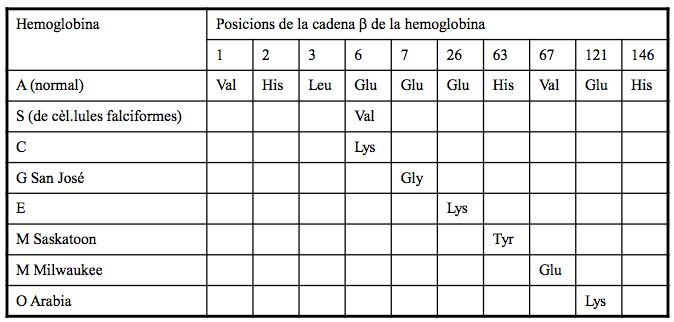 Hemoglobina Posicions de la cadena β de la hemoglobina
1 2 3 6 7 26 63 67 121 146
A (normal) Val His Leu Glu Glu Glu His Val Glu His
S (de cèl.lules falciformes) Val
C Lys
G San José Gly
E Lys
M Saskatoon Tyr
M Milwaukee Glu
O Arabia Lys